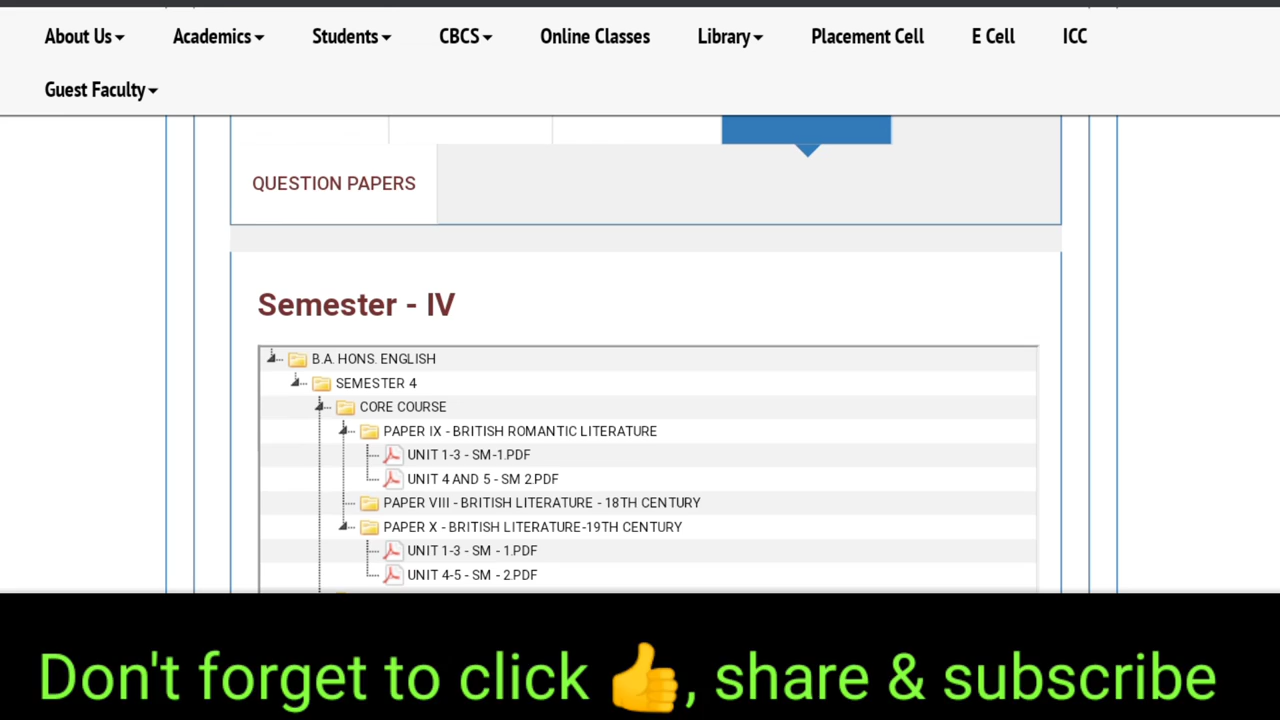 About Us Academics Students CBCS Online Classes Library Placement Cell E Cell ICC
Guest Faculty
QUESTION PAPERS
Semester - IV
B.A. HONS. ENGLISH
SEMESTER 4
CORE COURSE
PAPER IX - BRITISH ROMANTIC LITERATURE
UNIT 1-3 - SM-1.PDF
UNIT 4 AND 5 - SM 2.PDF
PAPER VIII - BRITISH LITERATURE - 18TH CENTURY
PAPER X - BRITISH LITERATURE-19TH CENTURY
UNIT 1-3 - SM - 1.PDF
UNIT 4-5 - SM - 2.PDF
Don't forget to click 👍, share & subscribe